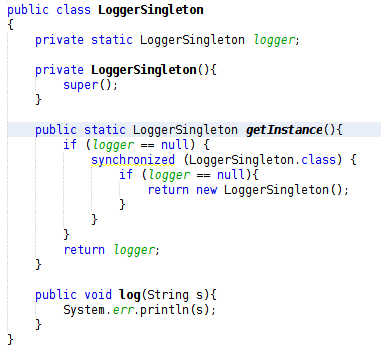 public class LoggerSingleton
{
    private static LoggerSingleton logger;

    private LoggerSingleton(){
        super();
    }

    public static LoggerSingleton getInstance(){
        if (logger == null) {
            synchronized (LoggerSingleton.class) {
                if (logger == null){
                    return new LoggerSingleton();
                }
            }
        }
        return logger;
    }

    public void log(String s){
        System.err.println(s);
    }
}